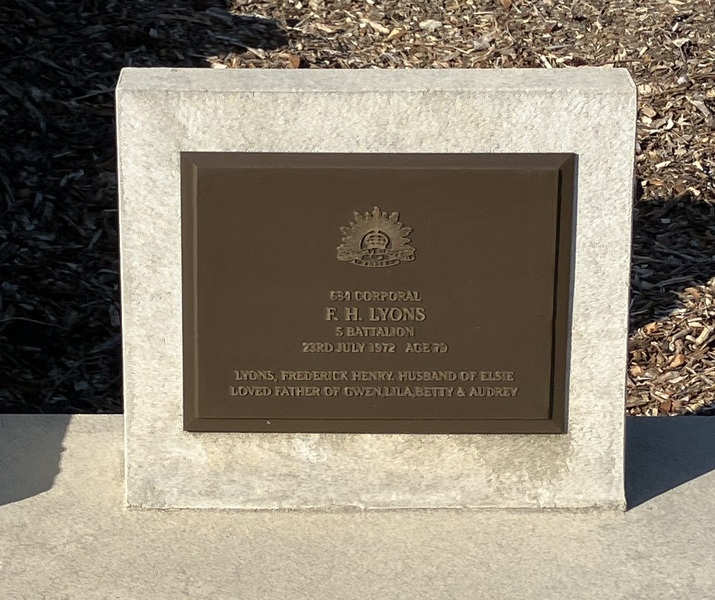 634 CORPORAL
F. H. LYONS
5 BATTALION
23RD JULY 1972 AGE 79
LYONS, FREDERICK HENRY. HUSBAND OF ELSIE
LOVED FATHER OF GWEN,LILA,BETTY & AUDREY